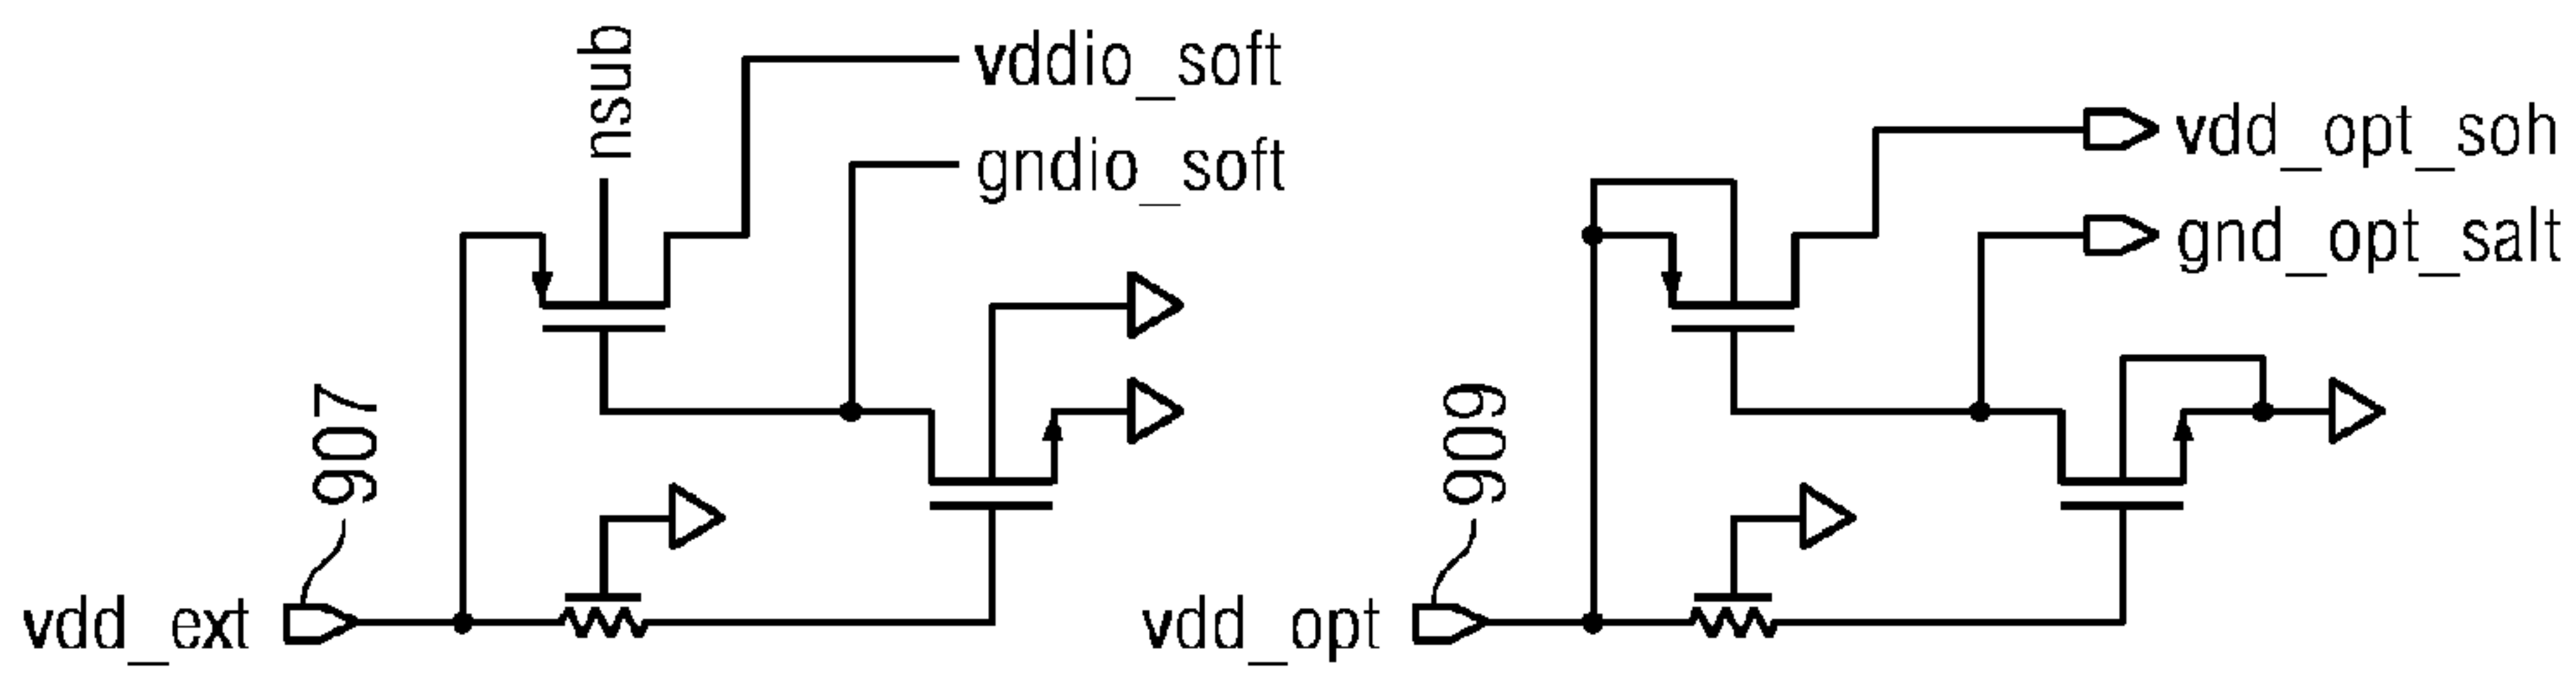 nsub
vddio_soft
gndio_soft
907
vdd_ext
vdd_opt_soh
gnd_opt_salt
909
vdd_opt